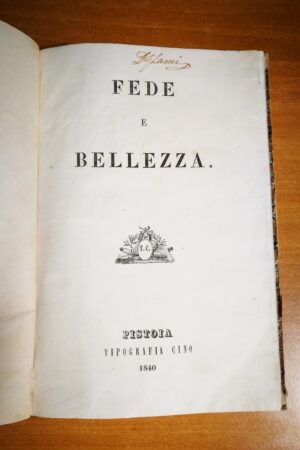 FEDE
E
BELLEZZA.
T.C.
PISTOIA
TIPOGRAFIA CINO
1840